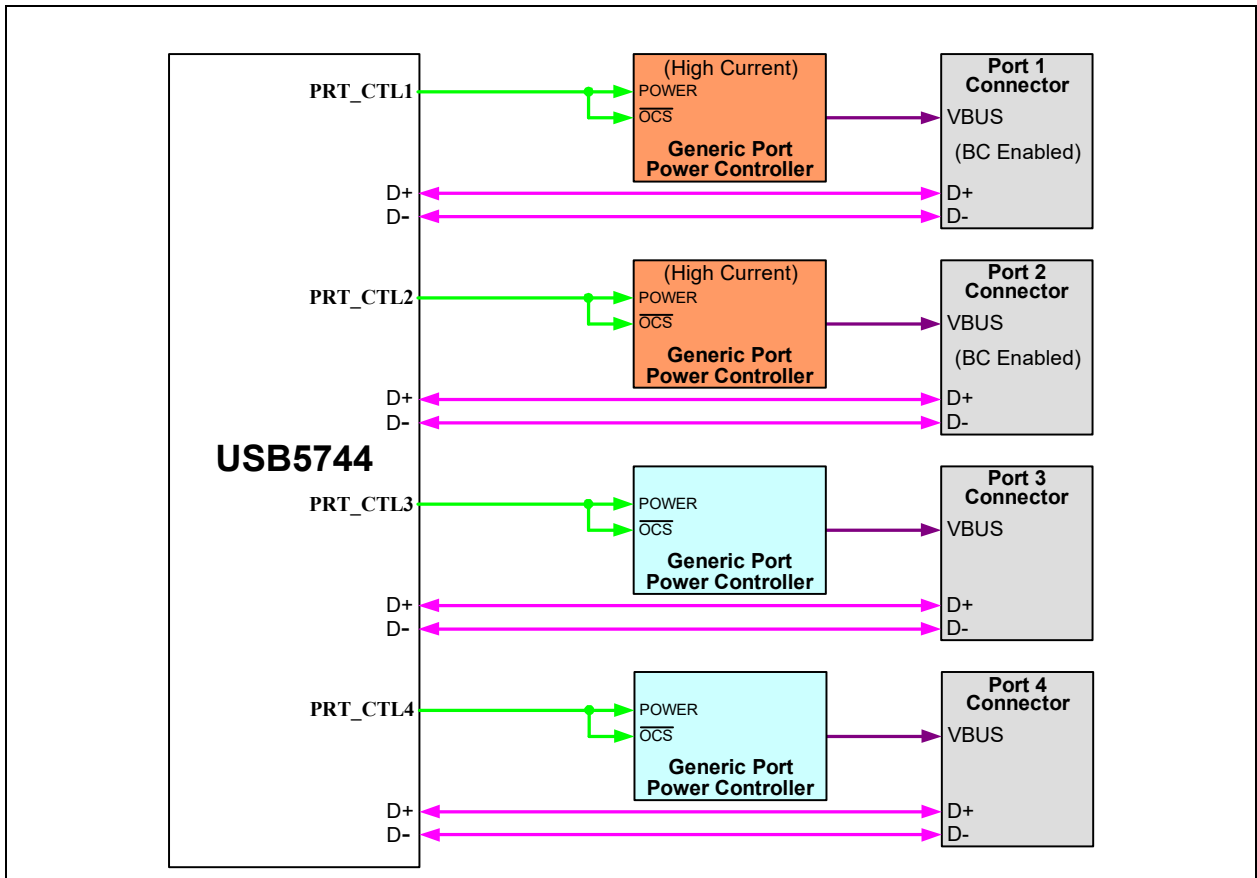 PRT_CTL1
D+
D-
(High Current)
POWER
OCS
Generic Port
Power Controller
Port 1
Connector
VBUS
(BC Enabled)
D+
D-
PRT_CTL2
D+
D-
(High Current)
POWER
OCS
Generic Port
Power Controller
Port 2
Connector
VBUS
(BC Enabled)
D+
D-
USB5744
PRT_CTL3
D+
D-
POWER
OCS
Generic Port
Power Controller
Port 3
Connector
VBUS
D+
D-
PRT_CTL4
D+
D-
POWER
OCS
Generic Port
Power Controller
Port 4
Connector
VBUS
D+
D-